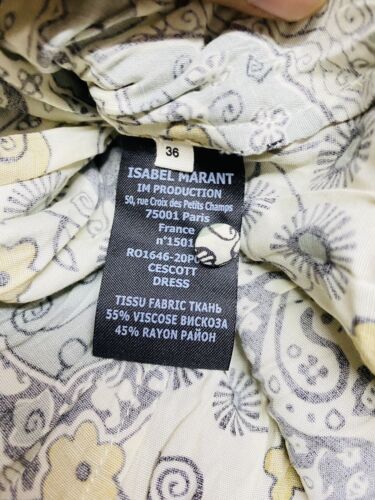 36
ISABEL MARANT
IM PRODUCTION
50, rue Croix des Petits Champs
75001 Paris
France
n°1501
RO1646-20P0
CESCOTT
DRESS
TISSU FABRIC ТКАНЬ
55% VISCOSE ВИСКОЗА
45% RAYON РАЙОН